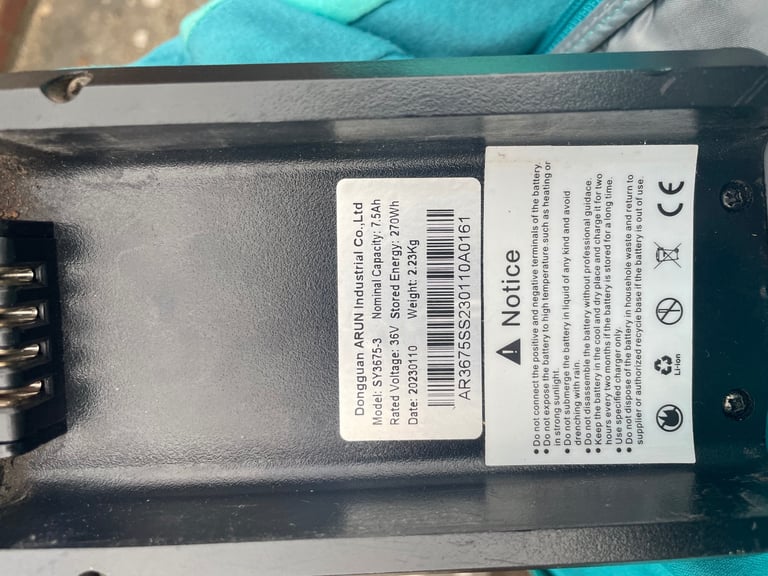 Dongguan ARUN Industrial Co.,Ltd
Model: SY3675-3 Nominal Capacity: 7.5Ah
Rated Voltage: 36V Stored Energy: 270Wh
Date: 20230110 Weight: 2.23Kg
AR3675SS230110A0161
Notice
● Do not connect the positive and negative terminals of the battery.
● Do not expose the battery to high temperature such as heating or
in strong sunlight.
● Do not submerge the battery in liquid of any kind and avoid
drenching with rain.
● Do not disassemble the battery without professional guidace.
● Keep the battery in the cool and dry place and charge it for two
hours every two months if the battery is stored for a long time.
● Use specified charger only.
● Do not dispose of the battery in household waste and return to
supplier or authorized recycle base if the battery is out of use.
Li-ion
CE